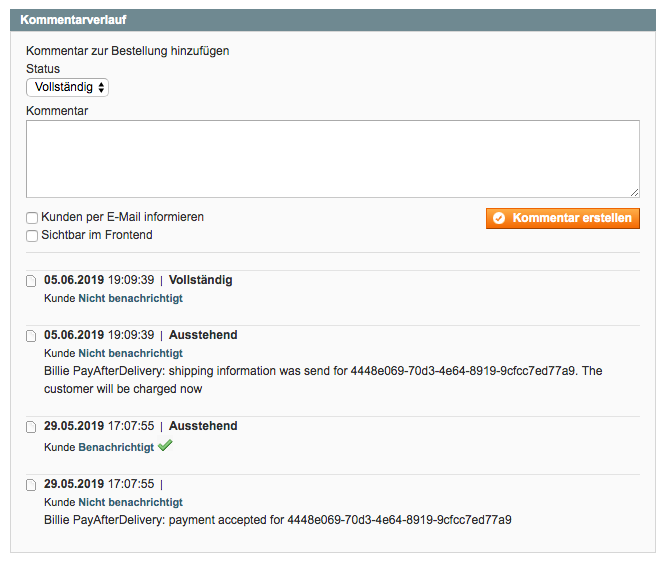 Kommentarverlauf
Kommentar zur Bestellung hinzufügen
Status
Vollständig
Kommentar
Kunden per E-Mail informieren
Kommentar erstellen
Sichtbar im Frontend
05.06.2019 19:09:39 | Vollständig
Kunde Nicht benachrichtigt
05.06.2019 19:09:39 | Ausstehend
Kunde Nicht benachrichtigt
Billie PayAfterDelivery: shipping information was send for 4448e069-70d3-4e64-8919-9cfcc7ed77a9. The
customer will be charged now
29.05.2019 17:07:55 | Ausstehend
Kunde Benachrichtigt
29.05.2019 17:07:55 |
Kunde Nicht benachrichtigt
Billie PayAfterDelivery: payment accepted for 4448e069-70d3-4e64-8919-9cfcc7ed77a9